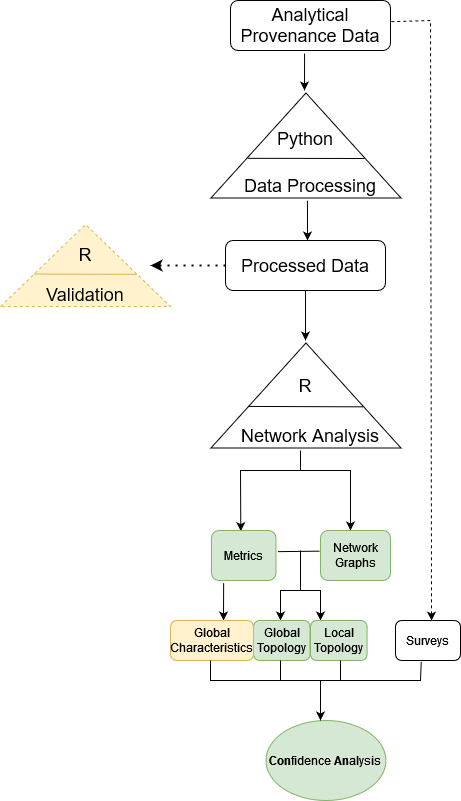 Analytical
Provenance Data
Python
Data Processing
R
Validation
Processed Data
R
Network Analysis
Metrics
Network
Graphs
Global
Characteristics
Global
Topology
Local
Topology
Surveys
Confidence Analysis